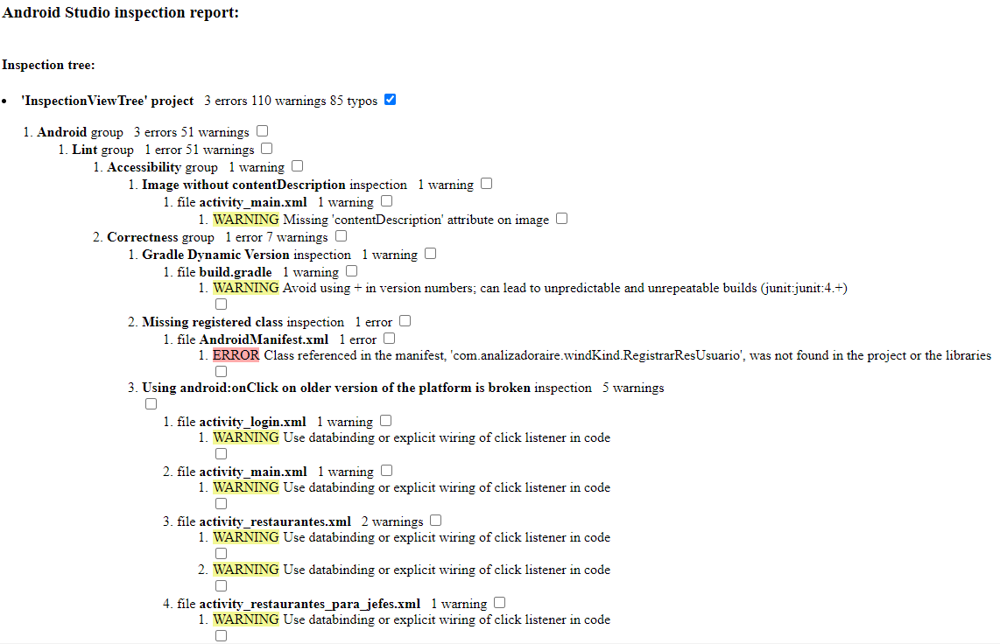 Android Studio inspection report:
Inspection tree:
'InspectionViewTree' project 3 errors 110 warnings 85 typos
1. Android group 3 errors 51 warnings
1. Lint group 1 error 51 warnings
1. Accessibility group 1 warning
1. Image without contentDescription inspection 1 warning
1. file activity_main.xml 1 warning
1. WARNING Missing 'contentDescription' attribute on image
2. Correctness group 1 error 7 warnings
1. Gradle Dynamic Version inspection 1 warning
1. file build.gradle 1 warning
1. WARNING Avoid using + in version numbers; can lead to unpredictable and unrepeatable builds (junit:junit:4.+)
2. Missing registered class inspection 1 error
1. file AndroidManifest.xml 1 error
1. ERROR Class referenced in the manifest, 'com.analizadoraire.windKind.RegistrarResUsuario', was not found in the project or the libraries
3. Using android:onClick on older version of the platform is broken inspection 5 warnings
1. file activity_login.xml 1 warning
1. WARNING Use databinding or explicit wiring of click listener in code
2. file activity_main.xml 1 warning
1. WARNING Use databinding or explicit wiring of click listener in code
3. file activity_restaurantes.xml 2 warnings
1. WARNING Use databinding or explicit wiring of click listener in code
2. WARNING Use databinding or explicit wiring of click listener in code
4. file activity_restaurantes_para_jefes.xml 1 warning
1. WARNING Use databinding or explicit wiring of click listener in code